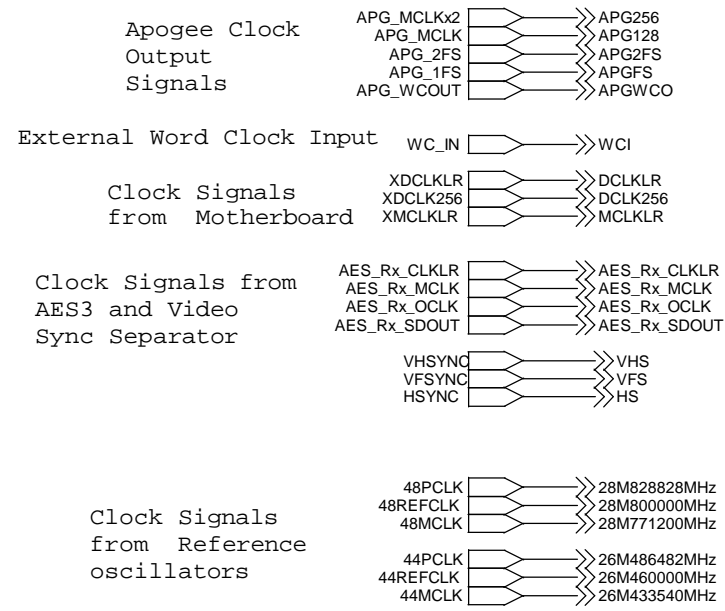 Apogee Clock
Output
Signals
APG_MCLKx2 APG256
APG_MCLK APG128
APG_2FS APG2FS
APG_1FS APGFS
APG_WCOUT APGWCO
External Word Clock Input
WC_IN WCI
Clock Signals
from Motherboard
XDCLKLR DCLKLR
XDCLK256 DCLK256
XMCLKLR MCLKLR
Clock Signals from
AES3 and Video
Sync Separator
AES_Rx_CLKLR AES_Rx_CLKLR
AES_Rx_MCLK AES_Rx_MCLK
AES_Rx_OCLK AES_Rx_OCLK
AES_Rx_SDOUT AES_Rx_SDOUT
VHSYNC VHS
VFSYNC VFS
HSYNC HS
Clock Signals
from Reference
oscillators
48PCLK 28M828828MHz
48REFCLK 28M800000MHz
48MCLK 28M771200MHz
44PCLK 26M486482MHz
44REFCLK 26M460000MHz
44MCLK 26M433540MHz